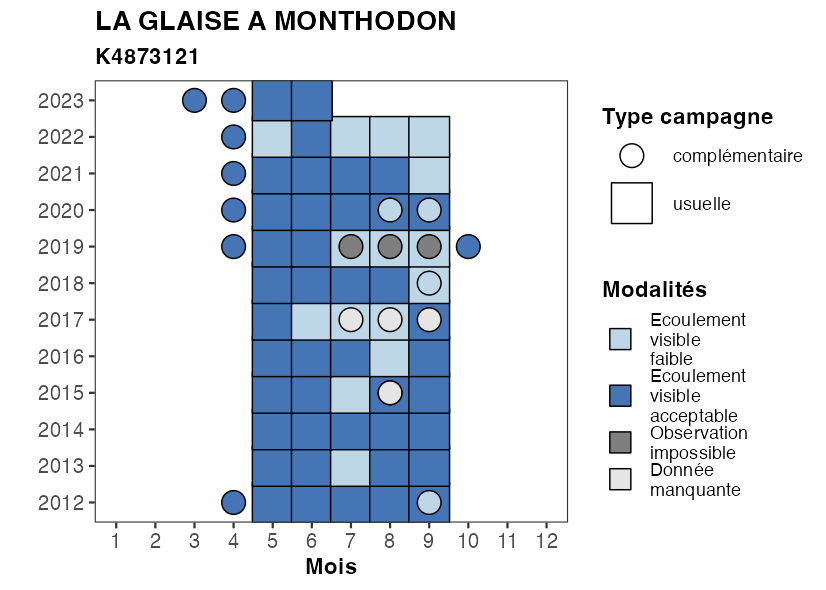 LA GLAISE A MONTHODON
K4873121
2023
2022
2021
2020
2019
2018
2017
2016
2015
2014
2013
2012
1 2 3 4 5 6 7 8 9 10 11 12
Mois
Type campagne
complémentaire
usuelle
Modalités
Ecoulement
visible
faible
Ecoulement
visible
acceptable
Observation
impossible
Donnée
manquante